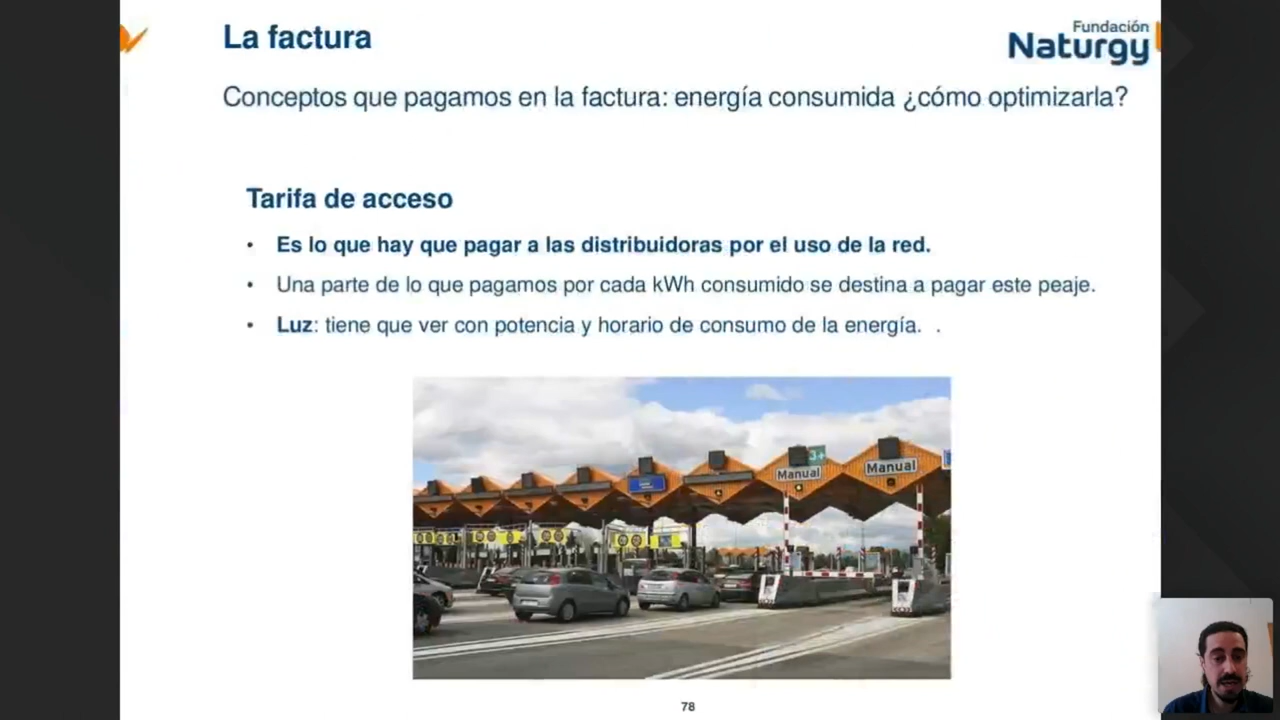 La factura
Fundación
Naturgy
Conceptos que pagamos en la factura: energía consumida ¿cómo optimizarla?
Tarifa de acceso
• Es lo que hay que pagar a las distribuidoras por el uso de la red.
• Una parte de lo que pagamos por cada kWh consumido se destina a pagar este peaje.
• Luz: tiene que ver con potencia y horario de consumo de la energía. .
3+
Manual
Manual
78